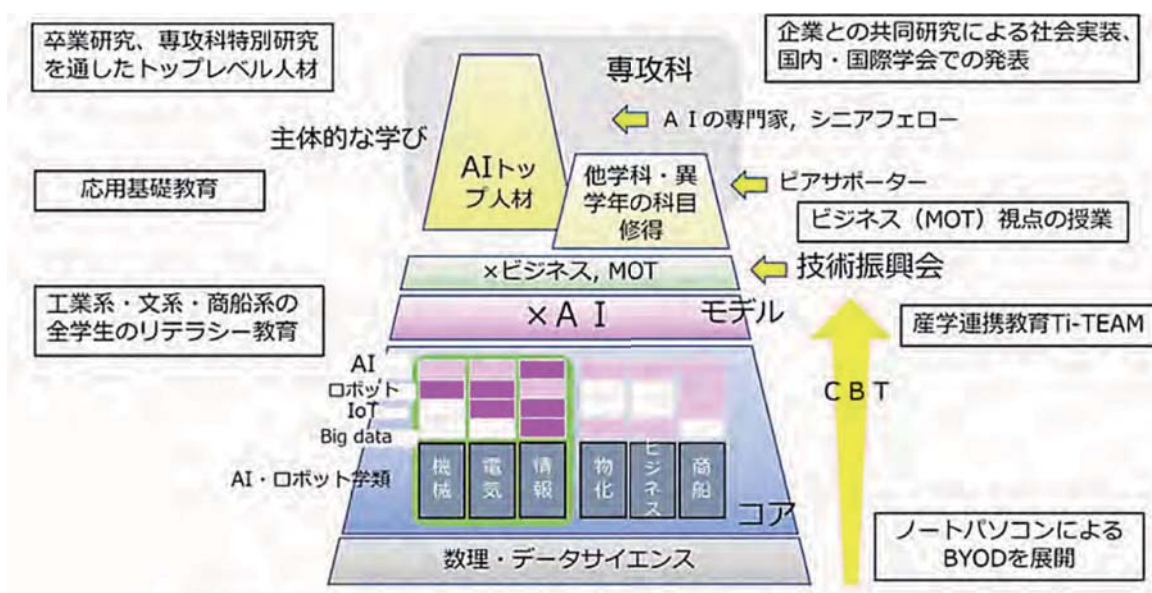 卒業研究、専攻科特別研究
を通したトップレベル人材
企業との共同研究による社会実装、
国内・国際学会での発表
専攻科
ＡＩの専門家，シニアフェロー
主体的な学び
AIトッ
プ人材
他学科・異
学年の科目
修得
ピアサポーター
応用基礎教育
ビジネス（MOT）視点の授業
×ビジネス, MOT
技術振興会
工業系・文系・商船系の
全学生のリテラシー教育
×ＡＩ
モデル
産学連携教育Ti-TEAM
AI
ロボット
IoT
Big data
ＣＢＴ
AI・ロボット学類
機械
電気
情報
物化
ビジネス
商船
コア
ノートパソコンによる
BYODを展開
数理・データサイエンス